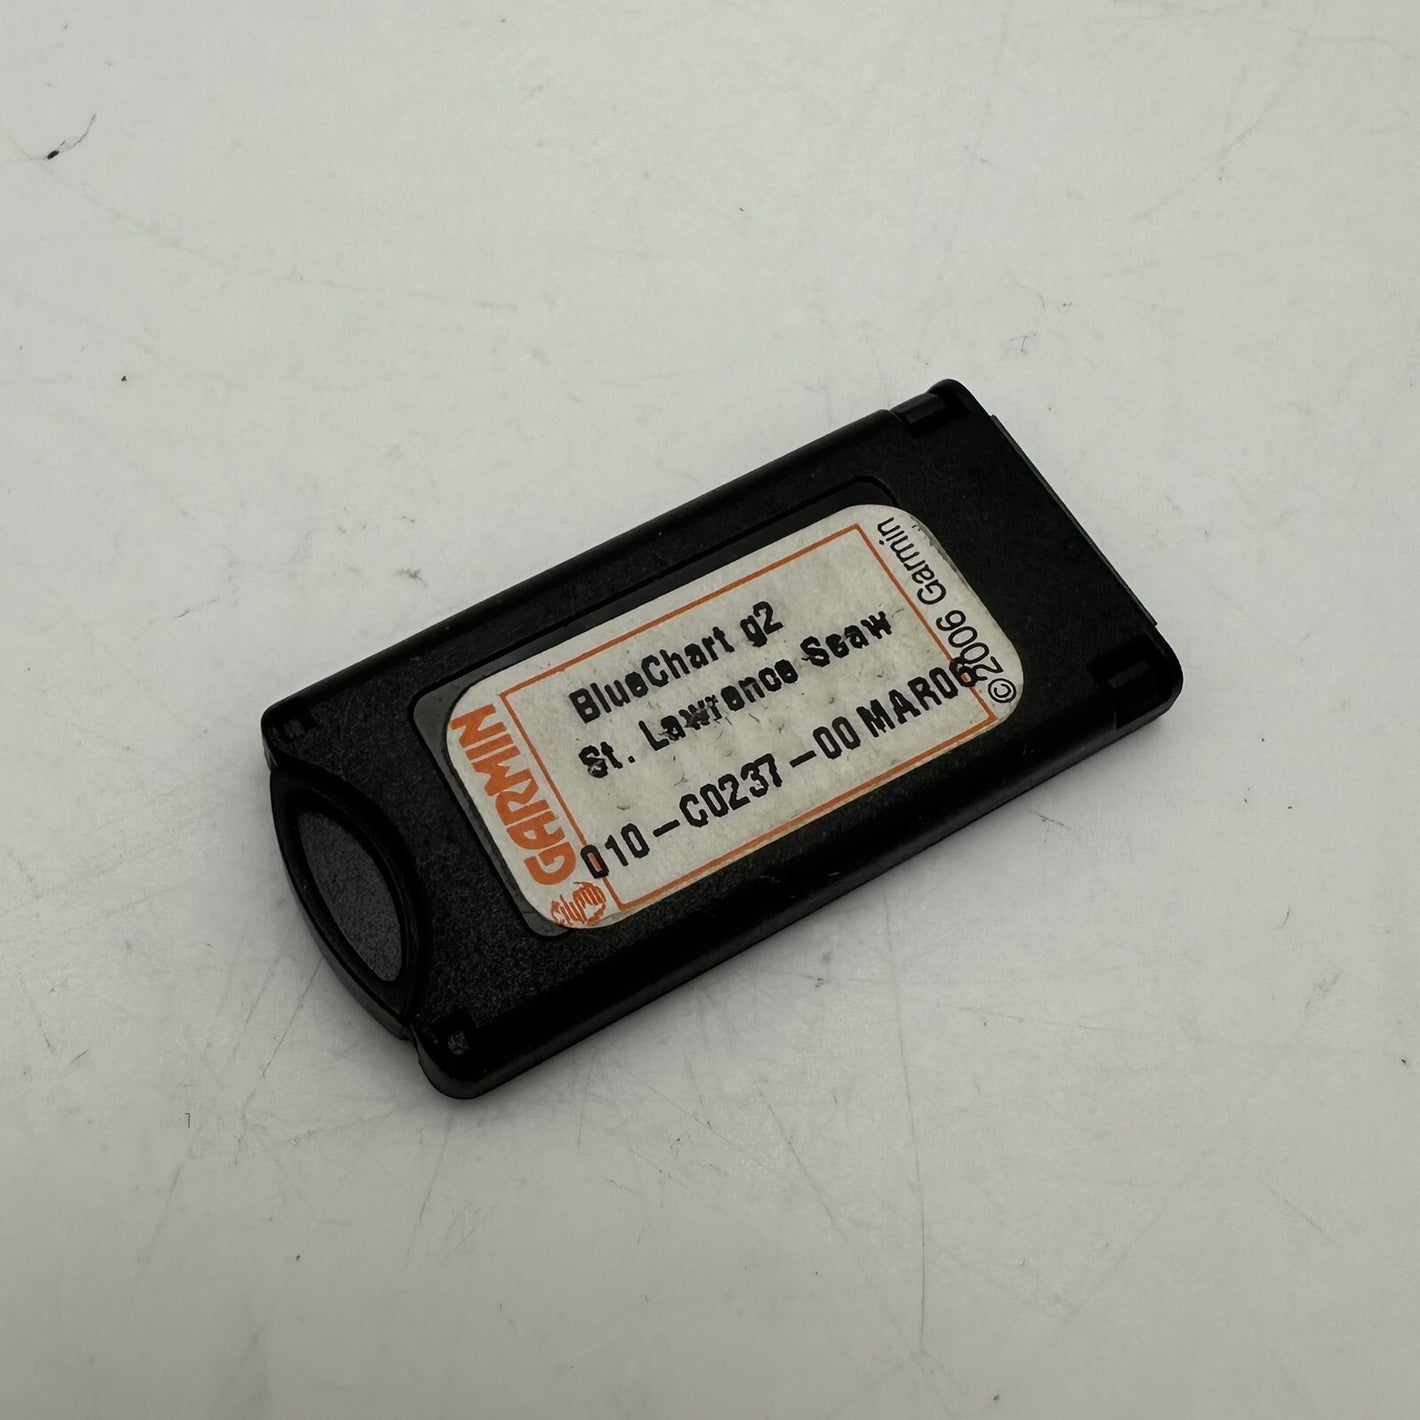 GARMIN
BlueChart g2
St. Lawrence Seaw
010-C0237-00 MAR06
©2006 Garmin